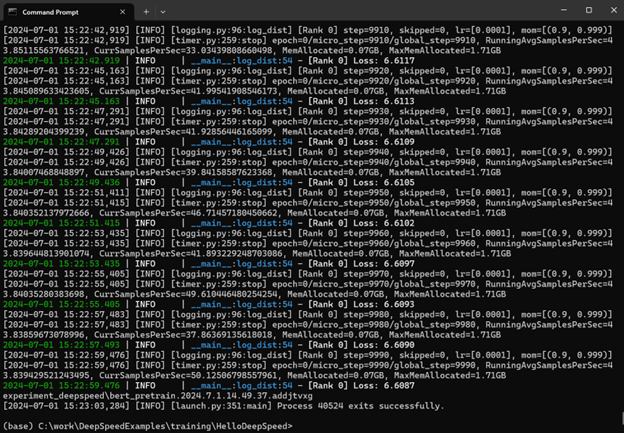 Command Prompt
[2024-07-01 15:22:42,919] [INFO] [logging.py:96:log_dist] [Rank 0] step=9910, skipped=0, lr=[0.0001], mom=[(0.9, 0.999)]
[2024-07-01 15:22:42,919] [INFO] [timer.py:259:stop] epoch=0/micro_step=9910/global_step=9910, RunningAvgSamplesPerSec=4
3.85115563766521, CurrSamplesPerSec=33.03439808660498, MemAllocated=0.07GB, MaxMemAllocated=1.71GB
2024-07-01 15:22:42.919 | INFO     | __main__:log_dist:54 - [Rank 0] Loss: 6.6117
[2024-07-01 15:22:45,163] [INFO] [logging.py:96:log_dist] [Rank 0] step=9920, skipped=0, lr=[0.0001], mom=[(0.9, 0.999)]
[2024-07-01 15:22:45,163] [INFO] [timer.py:259:stop] epoch=0/micro_step=9920/global_step=9920, RunningAvgSamplesPerSec=4
3.845089633423605, CurrSamplesPerSec=41.99541908546173, MemAllocated=0.07GB, MaxMemAllocated=1.71GB
2024-07-01 15:22:45.163 | INFO     | __main__:log_dist:54 - [Rank 0] Loss: 6.6113
[2024-07-01 15:22:47,291] [INFO] [logging.py:96:log_dist] [Rank 0] step=9930, skipped=0, lr=[0.0001], mom=[(0.9, 0.999)]
[2024-07-01 15:22:47,291] [INFO] [timer.py:259:stop] epoch=0/micro_step=9930/global_step=9930, RunningAvgSamplesPerSec=4
3.84289204399239, CurrSamplesPerSec=41.92856446165099, MemAllocated=0.07GB, MaxMemAllocated=1.71GB
2024-07-01 15:22:47.291 | INFO     | __main__:log_dist:54 - [Rank 0] Loss: 6.6109
[2024-07-01 15:22:49,426] [INFO] [logging.py:96:log_dist] [Rank 0] step=9940, skipped=0, lr=[0.0001], mom=[(0.9, 0.999)]
[2024-07-01 15:22:49,426] [INFO] [timer.py:259:stop] epoch=0/micro_step=9940/global_step=9940, RunningAvgSamplesPerSec=4
3.84007468848897, CurrSamplesPerSec=39.84158587623368, MemAllocated=0.07GB, MaxMemAllocated=1.71GB
2024-07-01 15:22:49.436 | INFO     | __main__:log_dist:54 - [Rank 0] Loss: 6.6105
[2024-07-01 15:22:51,411] [INFO] [logging.py:96:log_dist] [Rank 0] step=9950, skipped=0, lr=[0.0001], mom=[(0.9, 0.999)]
[2024-07-01 15:22:51,415] [INFO] [timer.py:259:stop] epoch=0/micro_step=9950/global_step=9950, RunningAvgSamplesPerSec=4
3.840352137972666, CurrSamplesPerSec=46.71457180450662, MemAllocated=0.07GB, MaxMemAllocated=1.71GB
2024-07-01 15:22:51.415 | INFO     | __main__:log_dist:54 - [Rank 0] Loss: 6.6102
[2024-07-01 15:22:53,435] [INFO] [logging.py:96:log_dist] [Rank 0] step=9960, skipped=0, lr=[0.0001], mom=[(0.9, 0.999)]
[2024-07-01 15:22:53,435] [INFO] [timer.py:259:stop] epoch=0/micro_step=9960/global_step=9960, RunningAvgSamplesPerSec=4
3.839644813901074, CurrSamplesPerSec=41.893229248703086, MemAllocated=0.07GB, MaxMemAllocated=1.71GB
2024-07-01 15:22:53.435 | INFO     | __main__:log_dist:54 - [Rank 0] Loss: 6.6097
[2024-07-01 15:22:55,405] [INFO] [logging.py:96:log_dist] [Rank 0] step=9970, skipped=0, lr=[0.0001], mom=[(0.9, 0.999)]
[2024-07-01 15:22:55,405] [INFO] [timer.py:259:stop] epoch=0/micro_step=9970/global_step=9970, RunningAvgSamplesPerSec=4
3.84035280383698, CurrSamplesPerSec=49.610446480254254, MemAllocated=0.07GB, MaxMemAllocated=1.71GB
2024-07-01 15:22:55.405 | INFO     | __main__:log_dist:54 - [Rank 0] Loss: 6.6093
[2024-07-01 15:22:57,483] [INFO] [logging.py:96:log_dist] [Rank 0] step=9980, skipped=0, lr=[0.0001], mom=[(0.9, 0.999)]
[2024-07-01 15:22:57,483] [INFO] [timer.py:259:stop] epoch=0/micro_step=9980/global_step=9980, RunningAvgSamplesPerSec=4
3.83859673078996, CurrSamplesPerSec=37.86369135618018, MemAllocated=0.07GB, MaxMemAllocated=1.71GB
2024-07-01 15:22:57.493 | INFO     | __main__:log_dist:54 - [Rank 0] Loss: 6.6090
[2024-07-01 15:22:59,476] [INFO] [logging.py:96:log_dist] [Rank 0] step=9990, skipped=0, lr=[0.0001], mom=[(0.9, 0.999)]
[2024-07-01 15:22:59,476] [INFO] [timer.py:259:stop] epoch=0/micro_step=9990/global_step=9990, RunningAvgSamplesPerSec=4
3.839429521243495, CurrSamplesPerSec=50.12506798557961, MemAllocated=0.07GB, MaxMemAllocated=1.71GB
2024-07-01 15:22:59.476 | INFO     | __main__:log_dist:54 - [Rank 0] Loss: 6.6087
experiment_deepspeed\bert_pretrain.2024.7.1.14.49.37.addjtvxg
[2024-07-01 15:23:03,284] [INFO] [launch.py:351:main] Process 40524 exits successfully.
(base) C:\work\DeepSpeedExamples\training\HelloDeepSpeed>